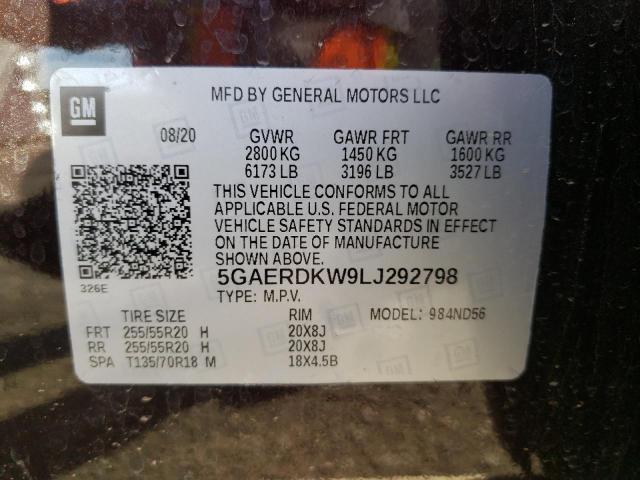 GM
MFD BY GENERAL MOTORS LLC
08/20 GVWR GAWR FRT GAWR RR
2800 KG 1450 KG 1600 KG
6173 LB 3196 LB 3527 LB
THIS VEHICLE CONFORMS TO ALL
APPLICABLE U.S. FEDERAL MOTOR
VEHICLE SAFETY STANDARDS IN EFFECT
ON THE DATE OF MANUFACTURE
SHOWN ABOVE.
326E
5GAERDKW9LJ292798
TYPE: M.P.V.
TIRE SIZE RIM MODEL: 984ND56
FRT 255/55R20 H 20X8J
RR 255/55R20 H 20X8J
SPA T135/70R18 M 18X4.5B